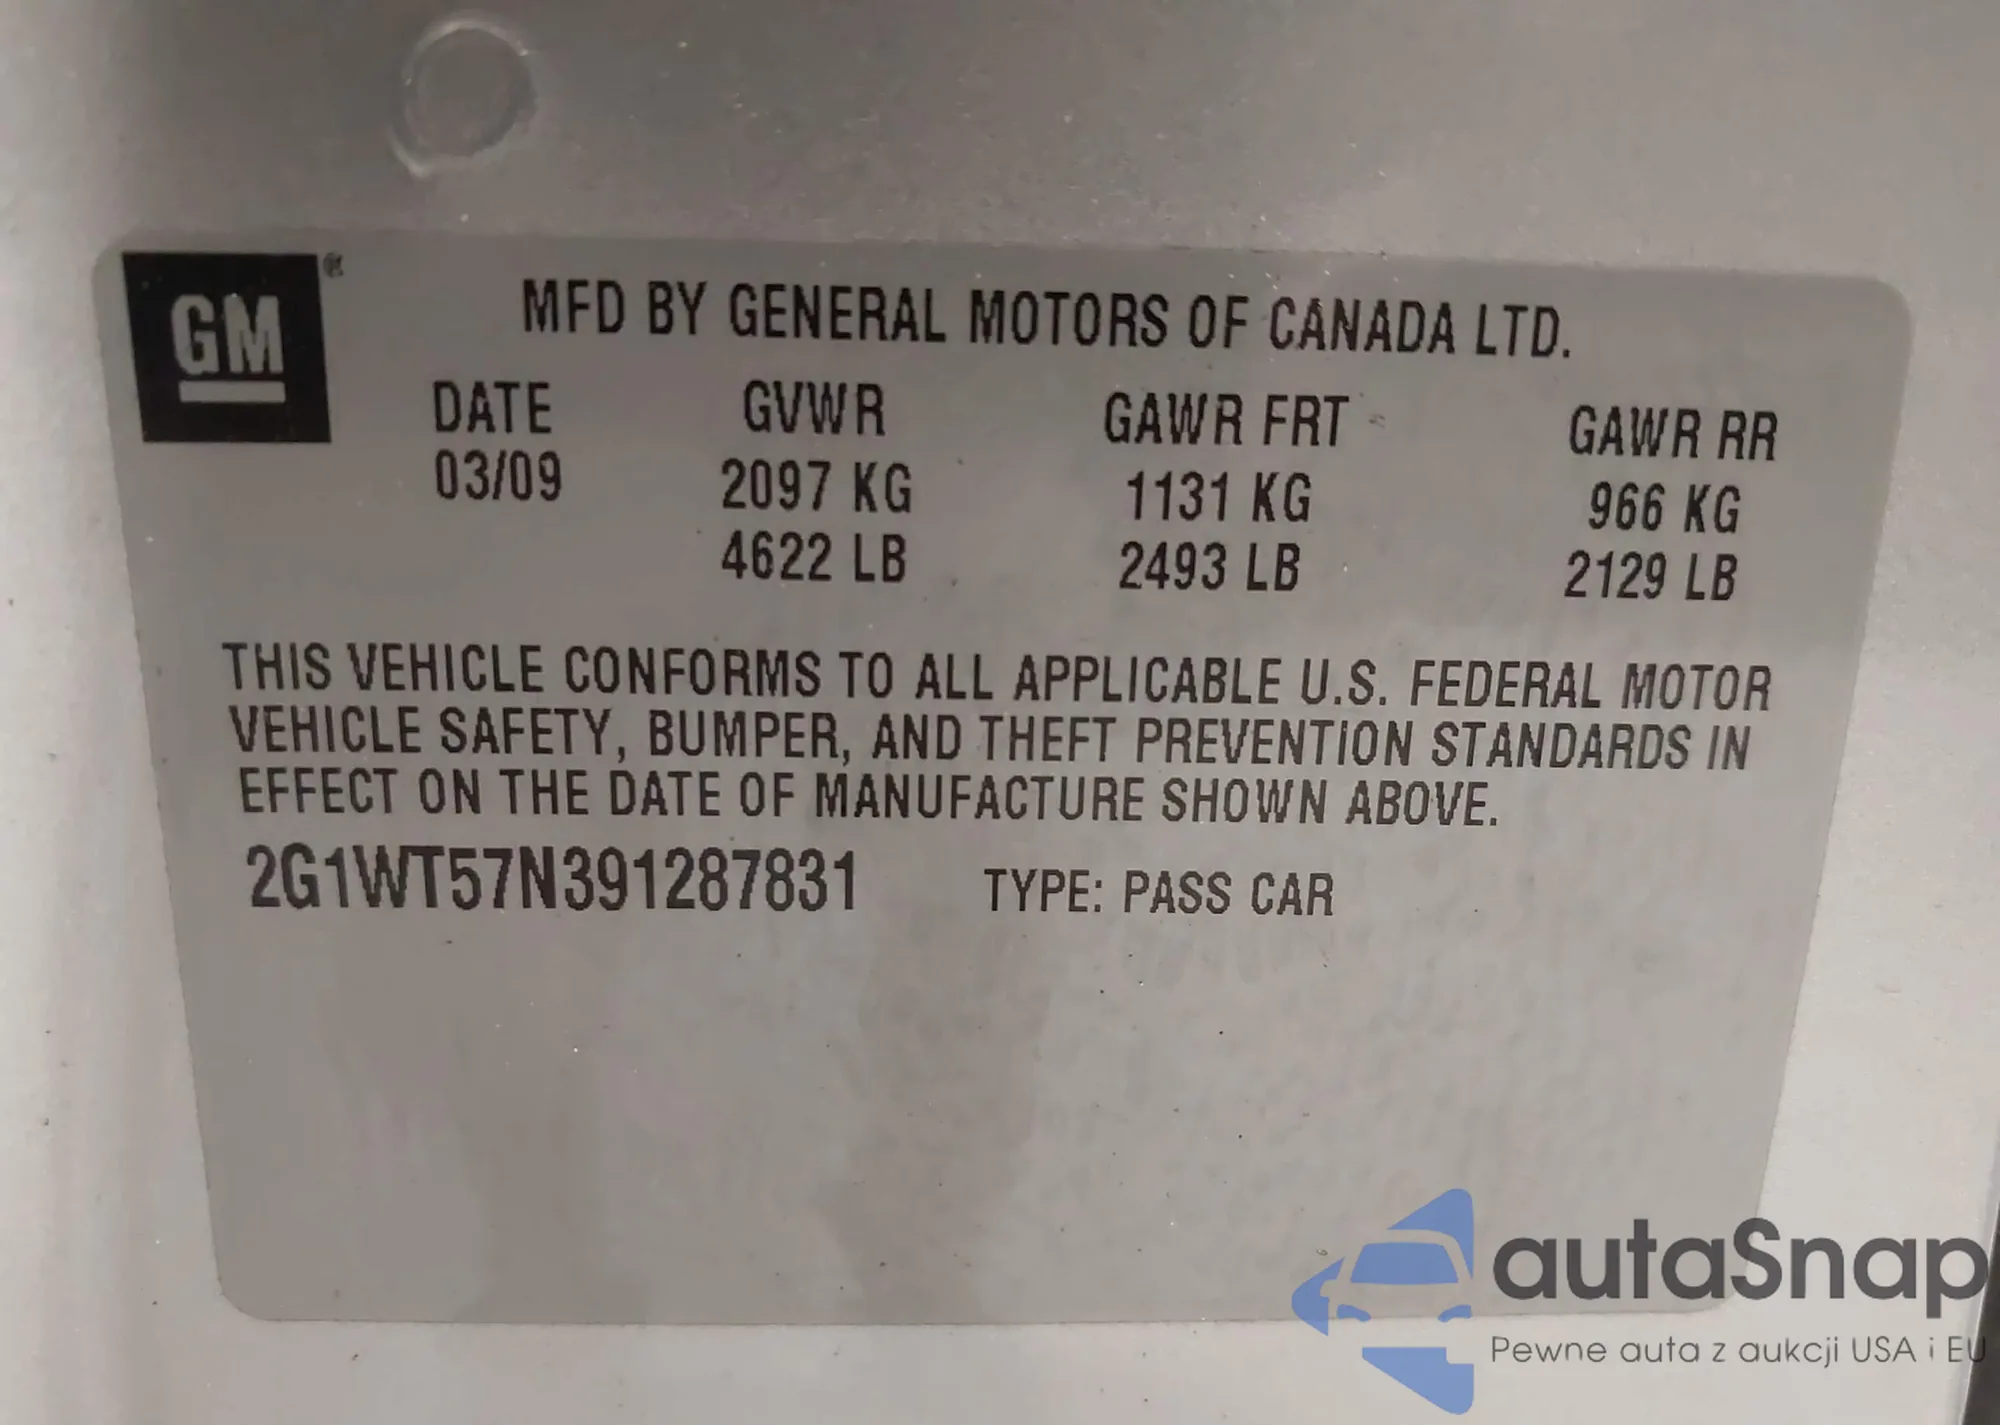 GM®
MFD BY GENERAL MOTORS OF CANADA LTD.
DATE GVWR GAWR FRT GAWR RR
03/09 2097 KG 1131 KG 966 KG
4622 LB 2493 LB 2129 LB
THIS VEHICLE CONFORMS TO ALL APPLICABLE U.S. FEDERAL MOTOR
VEHICLE SAFETY, BUMPER, AND THEFT PREVENTION STANDARDS IN
EFFECT ON THE DATE OF MANUFACTURE SHOWN ABOVE.
2G1WT57N391287831 TYPE: PASS CAR
autaSnap
Pewne auta z aukcji USA i EU